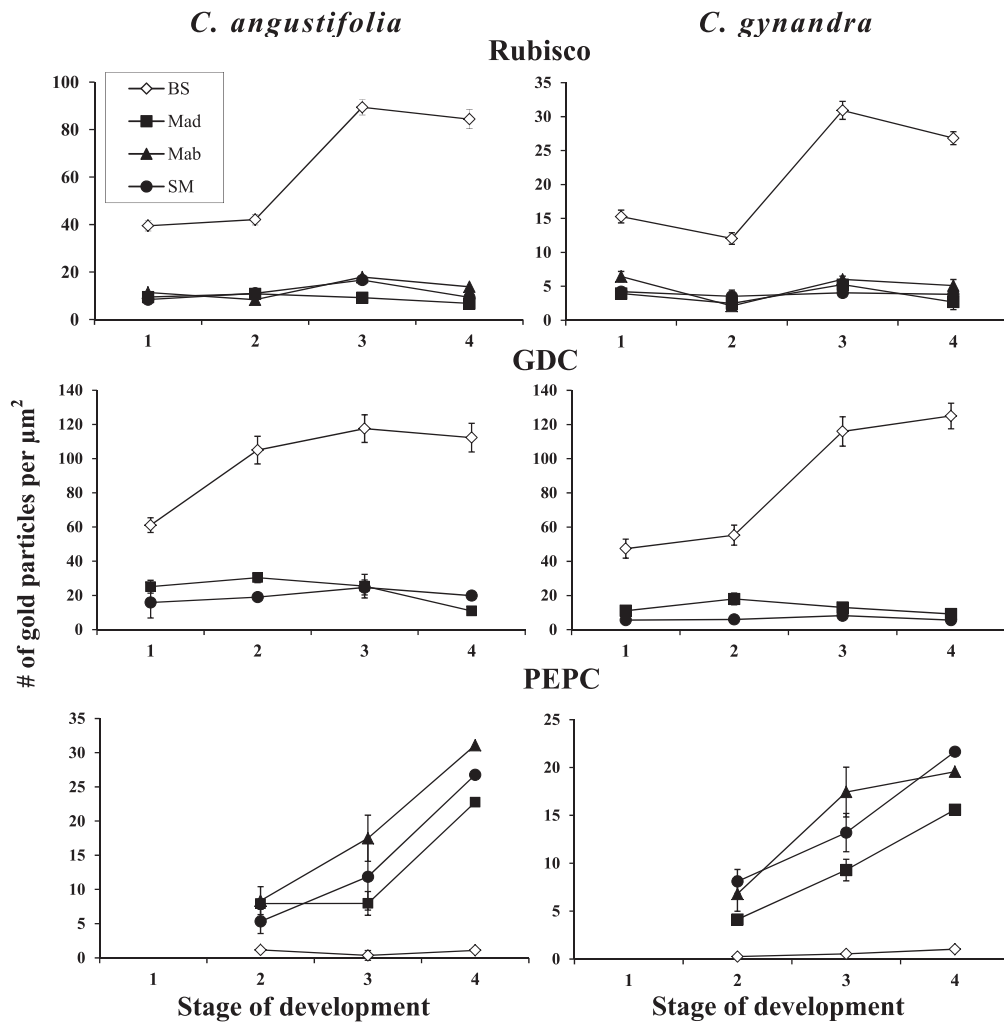 C. angustifolia
C. gynandra
Rubisco
BS
Mad
Mab
SM
100
80
60
40
20
0
1 2 3 4
35
30
25
20
15
10
5
0
1 2 3 4
GDC
# of gold particles per μm²
140
120
100
80
60
40
20
0
1 2 3 4
140
120
100
80
60
40
20
0
1 2 3 4
PEPC
35
30
25
20
15
10
5
0
1 2 3 4
Stage of development
25
20
15
10
5
0
1 2 3 4
Stage of development